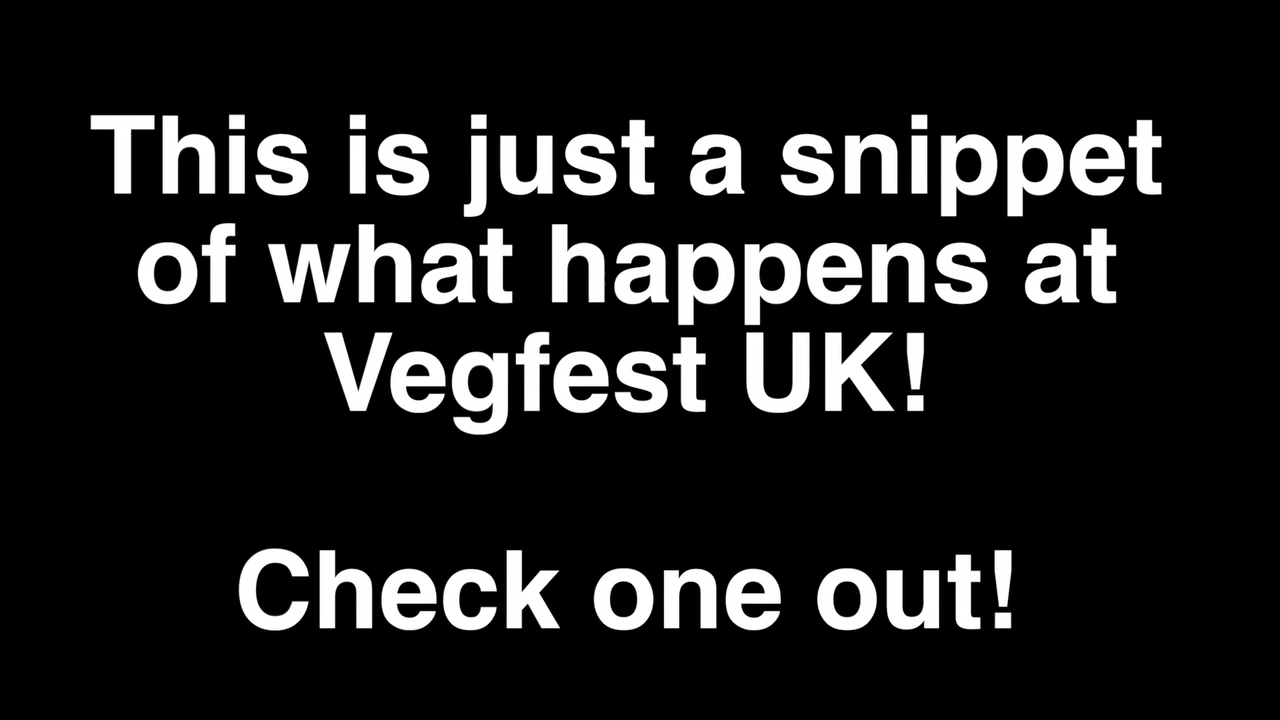 This is just a snippet
of what happens at
Vegfest UK!
Check one out!